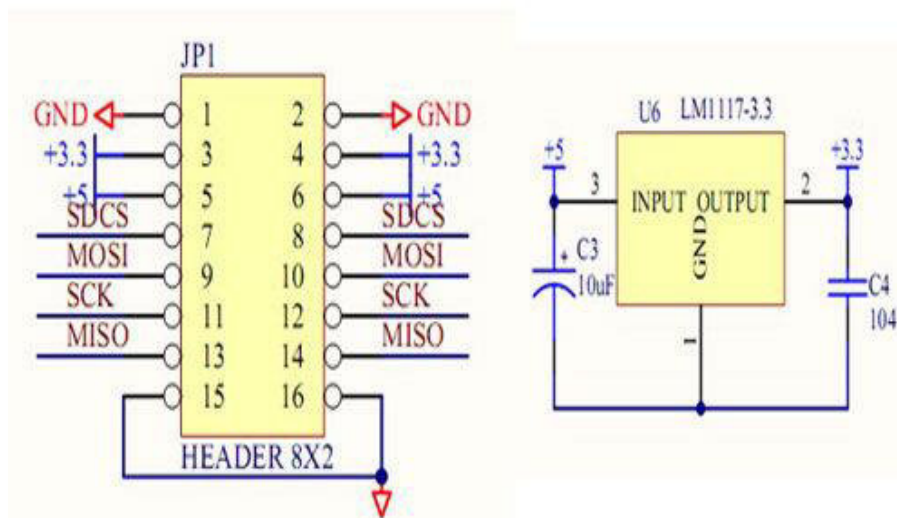 JP1
GND 1 2 GND
+3.3 3 4 +3.3
+5 5 6 +5
SDCS 7 8 SDCS
MOSI 9 10 MOSI
SCK 11 12 SCK
MISO 13 14 MISO
15 16
HEADER 8X2
U6 LM1117-3.3
+5 +3.3
3 2
INPUT OUTPUT
GND
+ C3
10uF
C4
104
1